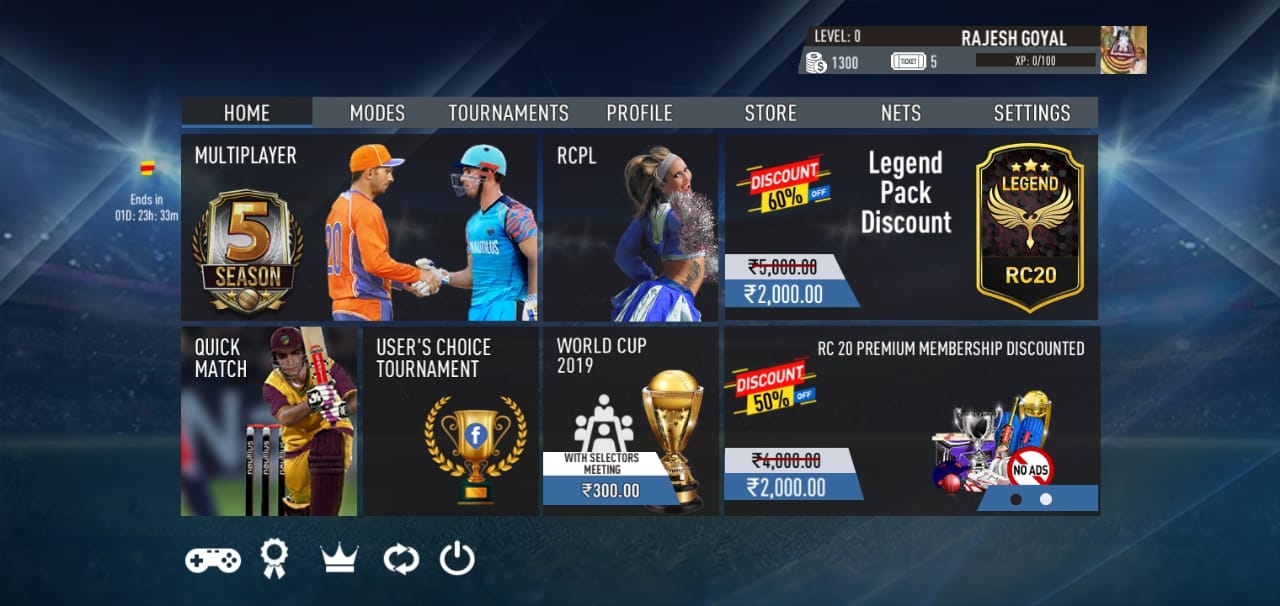 LEVEL: 0
RAJESH GOYAL
1300
TICKET
5
XP: 0/100
HOME
MODES
TOURNAMENTS
PROFILE
STORE
NETS
SETTINGS
Ends in
01D: 23h: 33m
MULTIPLAYER
5
SEASON
20
NAUTILUS
RCPL
DISCOUNT
60% OFF
Legend
Pack
Discount
₹5,000.00
₹2,000.00
LEGEND
RC20
QUICK
MATCH
USER'S CHOICE
TOURNAMENT
f
WORLD CUP
2019
WITH SELECTORS
MEETING
₹300.00
RC 20 PREMIUM MEMBERSHIP DISCOUNTED
DISCOUNT
50% OFF
₹4,000.00
₹2,000.00
NO ADS